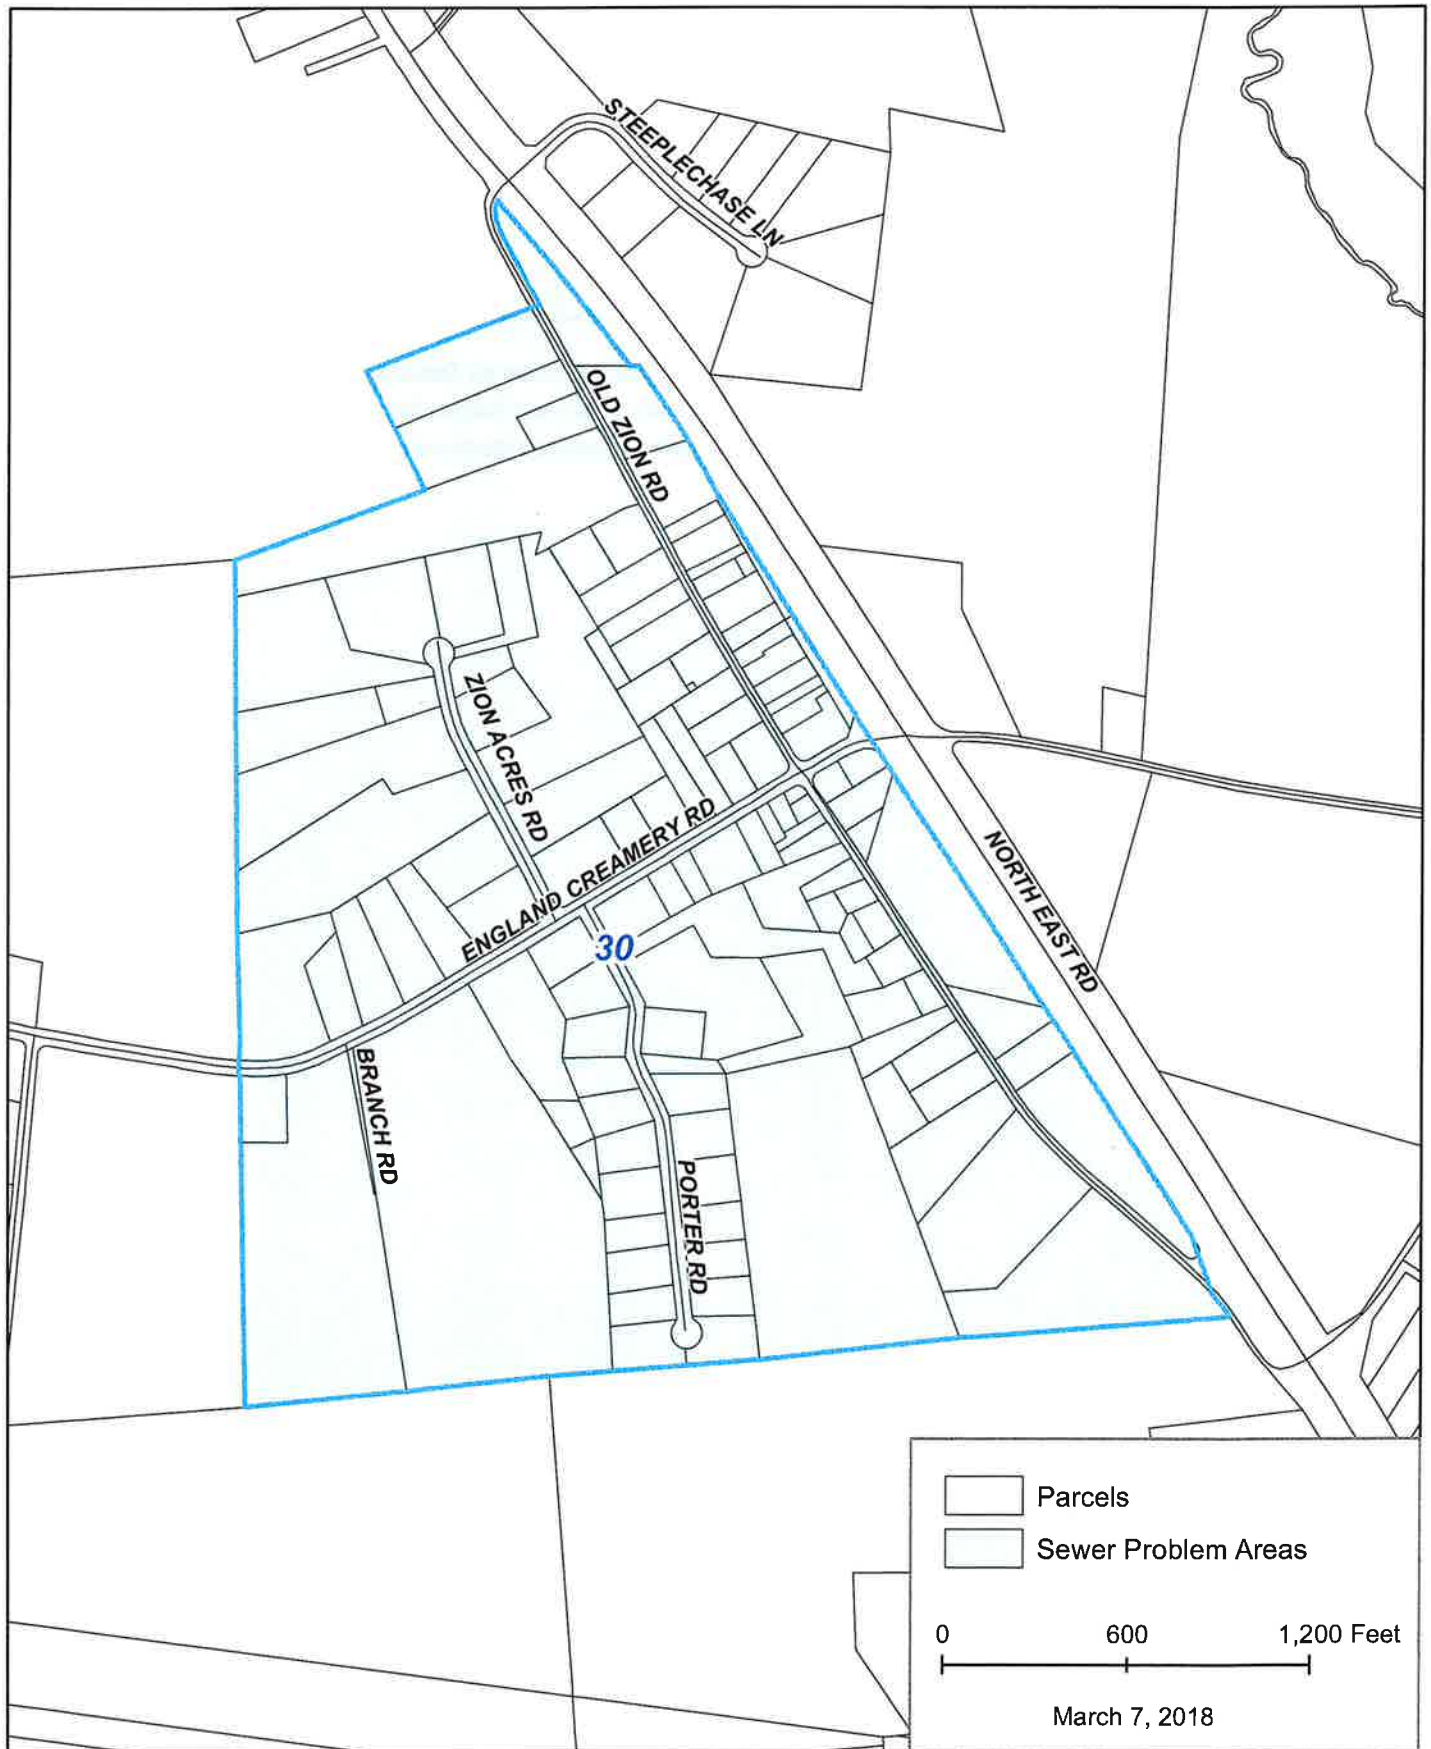 STEEPLECHASE LN
OLD ZION RD
ZION ACRES RD
ENGLAND CREAMERY RD
30
NORTH EAST RD
BRANCH RD
PORTER RD
Parcels
Sewer Problem Areas
0 600 1,200 Feet
March 7, 2018